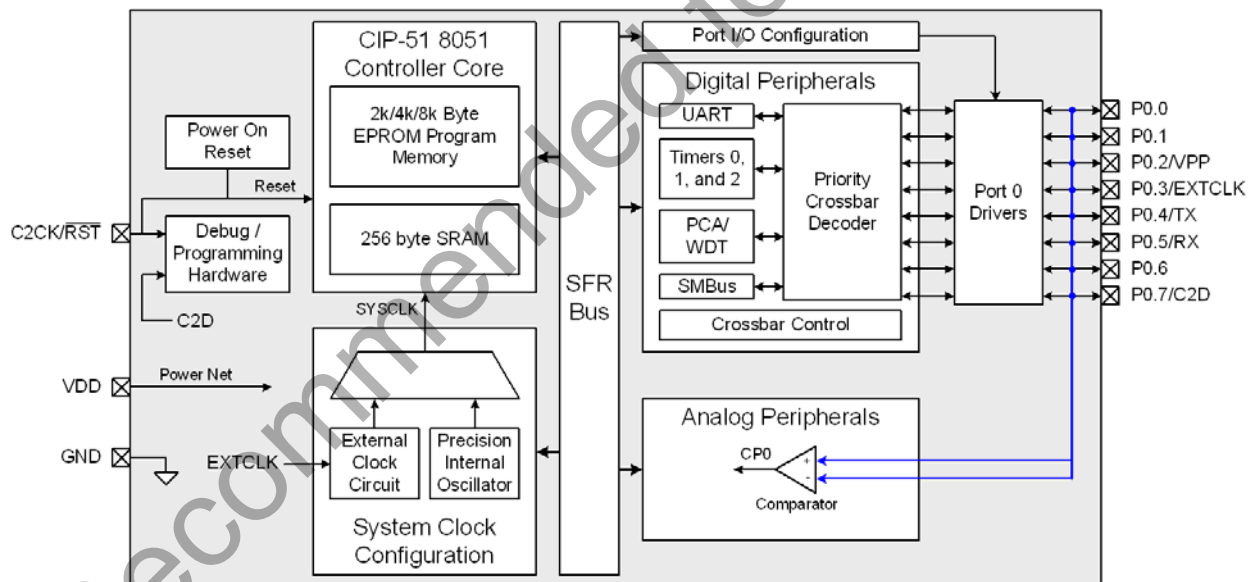 CIP-51 8051
Controller Core
2k/4k/8k Byte
EPROM Program
Memory
256 byte SRAM
Power On
Reset
Reset
C2CK/RST
Debug /
Programming
Hardware
C2D
SYSCLK
VDD
Power Net
GND
EXTCLK
External
Clock
Circuit
Precision
Internal
Oscillator
System Clock
Configuration
SFR
Bus
Port I/O Configuration
Digital Peripherals
UART
Timers 0,
1, and 2
PCA/
WDT
SMBus
Priority
Crossbar
Decoder
Crossbar Control
Port 0
Drivers
P0.0
P0.1
P0.2/VPP
P0.3/EXTCLK
P0.4/TX
P0.5/RX
P0.6
P0.7/C2D
Analog Peripherals
CP0
+
-
Comparator
ecommended fo